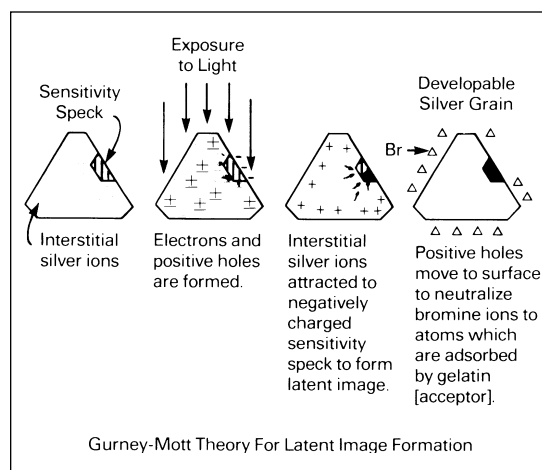 Exposure
to Light
Sensitivity
Speck
Developable
Silver Grain
Br
Interstitial
silver ions
Electrons and
positive holes
are formed.
Interstitial
silver ions
attracted to
negatively
charged
sensitivity
speck to form
latent image.
Positive holes
move to surface
to neutralize
bromine ions to
atoms which
are adsorbed
by gelatin
[acceptor].
Gurney-Mott Theory For Latent Image Formation